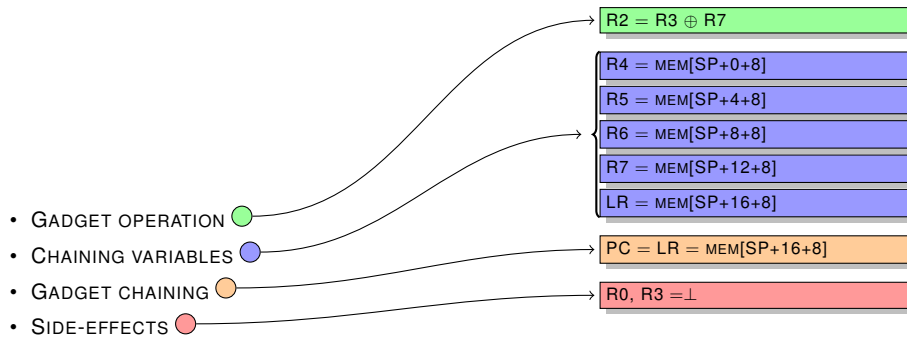 R2 = R3 ⊕ R7
R4 = MEM[SP+0+8]
R5 = MEM[SP+4+8]
R6 = MEM[SP+8+8]
R7 = MEM[SP+12+8]
LR = MEM[SP+16+8]
PC = LR = MEM[SP+16+8]
R0, R3 =⊥
• GADGET OPERATION
• CHAINING VARIABLES
• GADGET CHAINING
• SIDE-EFFECTS